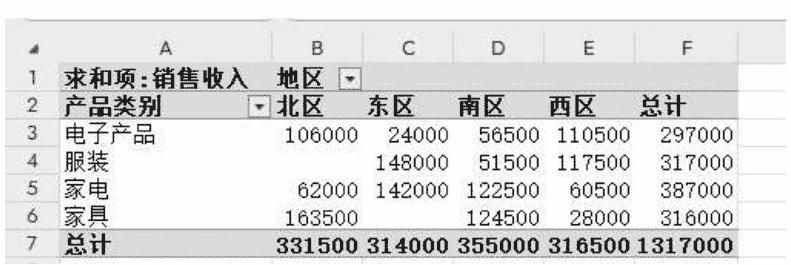 A B C D E F
1 求和项:销售收入 地区
2 产品类别 北区 东区 南区 西区 总计
3 电子产品 106000 24000 56500 110500 297000
4 服装 148000 51500 117500 317000
5 家电 62000 142000 122500 60500 387000
6 家具 163500 124500 28000 316000
7 总计 331500 314000 355000 316500 1317000